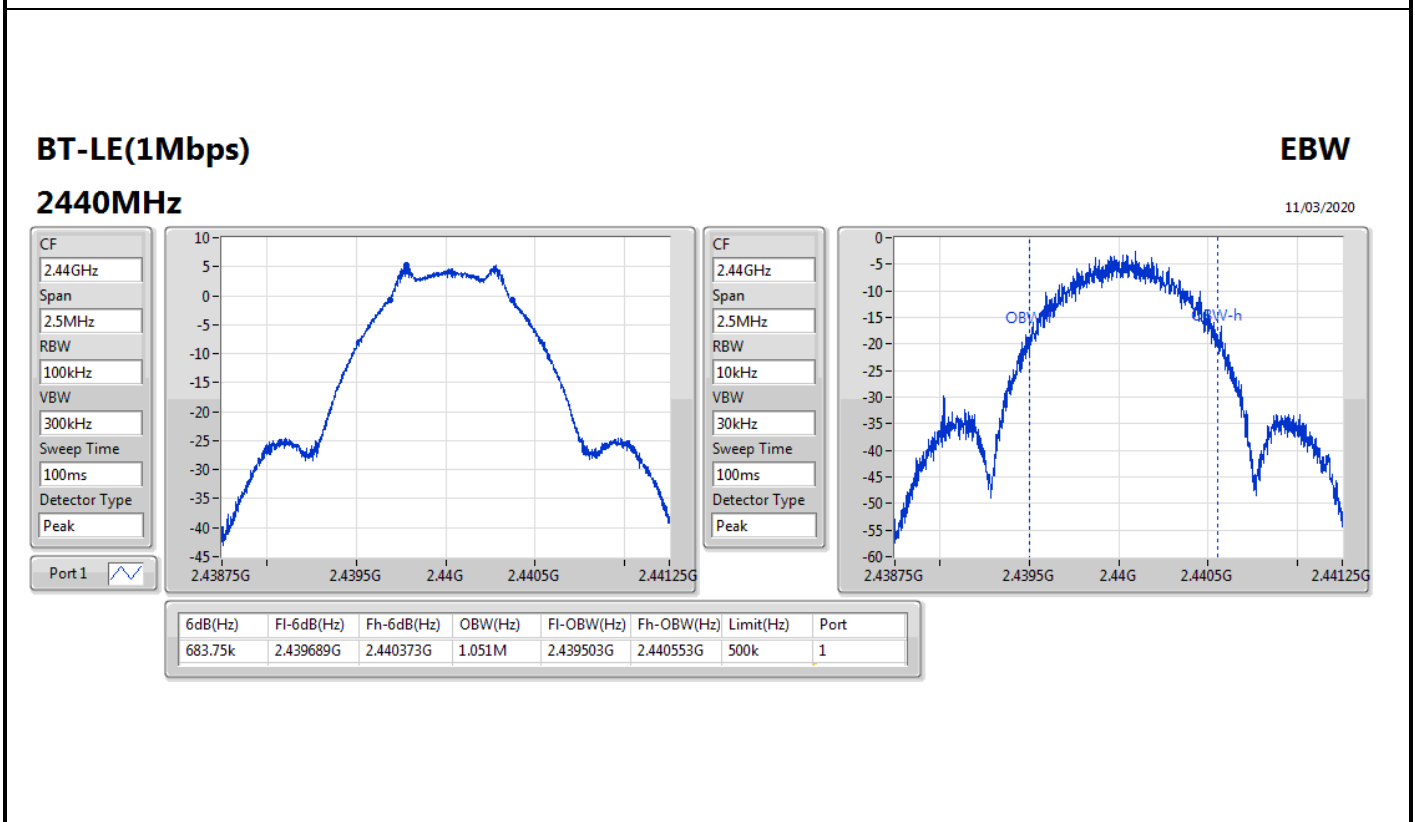 BT-LE(1Mbps)
EBW
2440MHz
11/03/2020
CF
2.44GHz
Span
2.5MHz
RBW
100kHz
VBW
300kHz
Sweep Time
100ms
Detector Type
Peak
Port 1
10
5
0
-5
-10
-15
-20
-25
-30
-35
-40
-45
2.43875G 2.4395G 2.44G 2.4405G 2.44125G
CF
2.44GHz
Span
2.5MHz
RBW
10kHz
VBW
30kHz
Sweep Time
100ms
Detector Type
Peak
0
-5
-10
-15
-20
-25
-30
-35
-40
-45
-50
-55
-60
OBW-h
2.43875G 2.4395G 2.44G 2.4405G 2.44125G
6dB(Hz) Fl-6dB(Hz) Fh-6dB(Hz) OBW(Hz) Fl-OBW(Hz) Fh-OBW(Hz) Limit(Hz) Port
683.75k 2.439689G 2.440373G 1.051M 2.439503G 2.440553G 500k 1